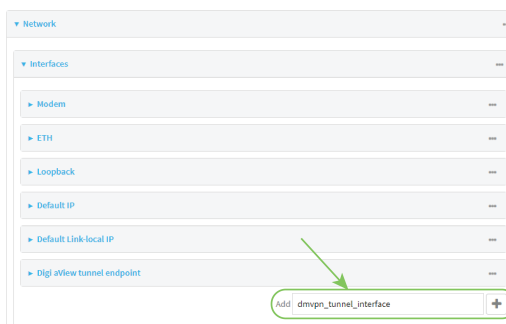 Network
Interfaces
Modem
ETH
Loopback
Default IP
Default Link-local IP
Digi aView tunnel endpoint
Add dmvpn_tunnel_interface